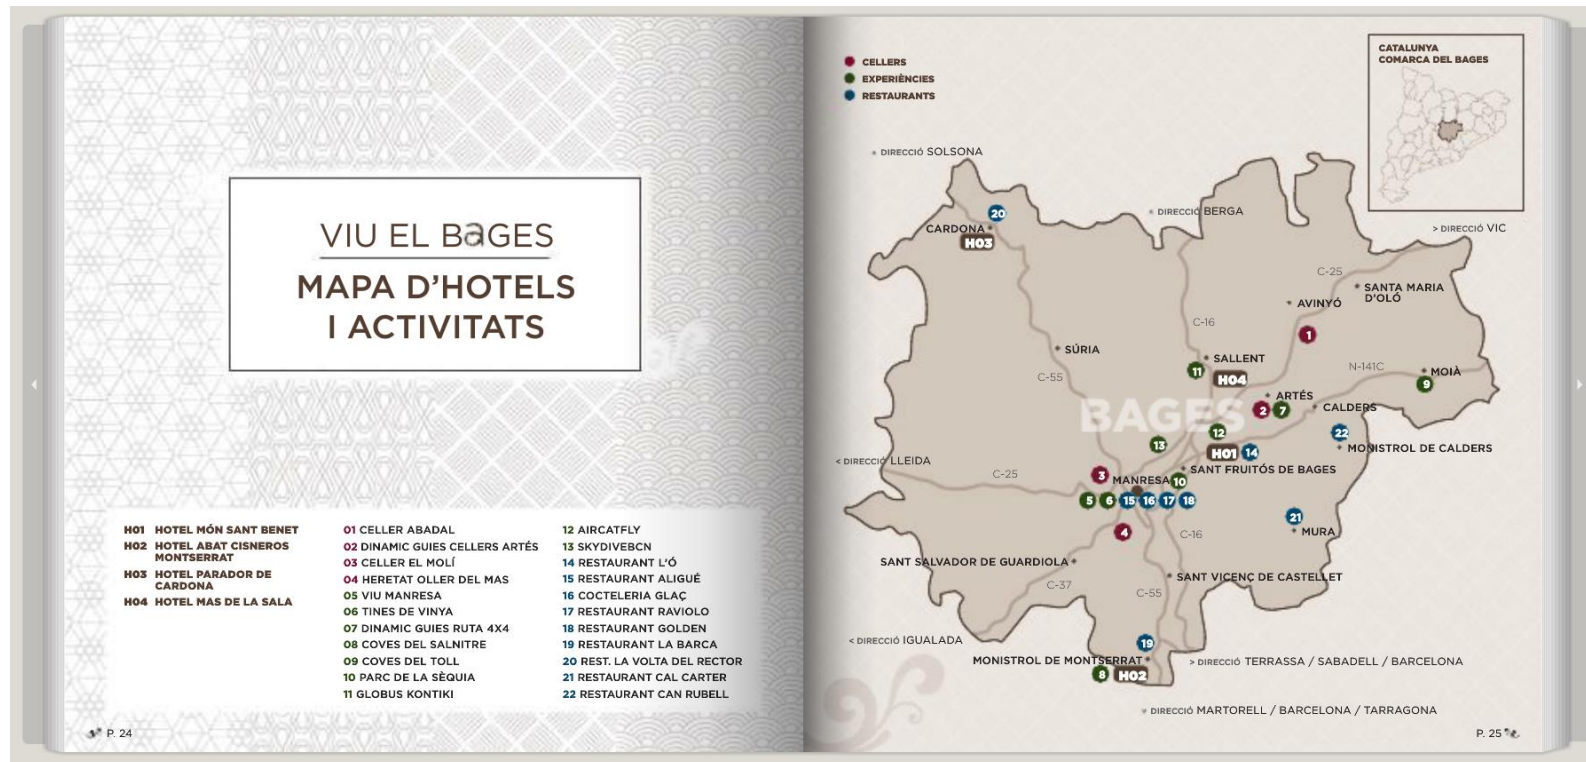 VIU EL BaGES
MAPA D'HOTELS
I ACTIVITATS
H01 HOTEL MÓN SANT BENET
H02 HOTEL ABAT CISNEROS
MONTSERRAT
H03 HOTEL PARADOR DE
CARDONA
H04 HOTEL MAS DE LA SALA
01 CELLER ABADAL
02 DINAMIC GUIES CELLERS ARTÉS
03 CELLER EL MOLÍ
04 HERETAT OLLER DEL MAS
05 VIU MANRESA
06 TINES DE VINYA
07 DINAMIC GUIES RUTA 4X4
08 COVES DEL SALNITRE
09 COVES DEL TOLL
10 PARC DE LA SÈQUIA
11 GLOBUS KONTIKI
12 AIRCATFLY
13 SKYDIVEBCN
14 RESTAURANT L'Ó
15 RESTAURANT ALIGUÉ
16 COCTELERIA GLAÇ
17 RESTAURANT RAVIOLO
18 RESTAURANT GOLDEN
19 RESTAURANT LA BARCA
20 REST. LA VOLTA DEL RECTOR
21 RESTAURANT CAL CARTER
22 RESTAURANT CAN RUBELL
P. 24
CELLERS
EXPERIÈNCIES
RESTAURANTS
CATALUNYA
COMARCA DEL BAGES
DIRECCIÓ SOLSONA
20
CARDONA
H03
DIRECCIÓ BERGA
> DIRECCIÓ VIC
C-25
SANTA MARIA
D'OLÓ
AVINYÓ
C-16
1
SÚRIA
SALLENT
11
H04
C-55
N-141C
MOIÀ
9
ARTÉS
2 7
CALDERS
BAGES
12
22
13
MONISTROL DE CALDERS
H01 14
< DIRECCIÓ LLEIDA
SANT FRUITÓS DE BAGES
C-25
3
MANRESA
10
5 6 15 16 17 18
21
MURA
4
C-16
SANT SALVADOR DE GUARDIOLA
SANT VICENÇ DE CASTELLET
C-37
C-55
< DIRECCIÓ IGUALADA
19
MONISTROL DE MONTSERRAT
> DIRECCIÓ TERRASSA / SABADELL / BARCELONA
8 H02
DIRECCIÓ MARTORELL / BARCELONA / TARRAGONA
P. 25